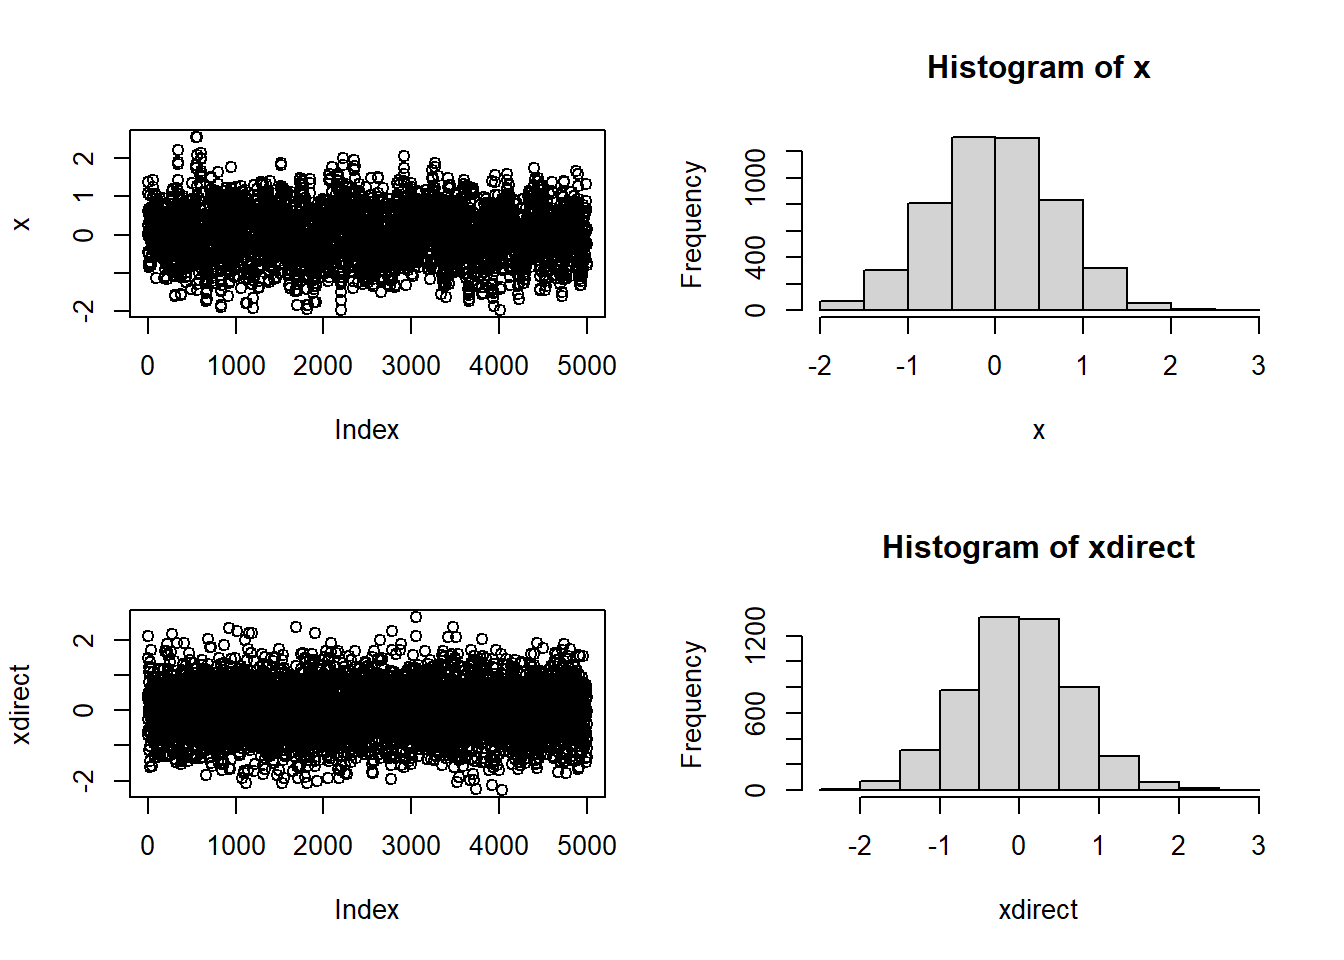 x
2
1
0
-2
0 1000 2000 3000 4000 5000
Index
Histogram of x
Frequency
1000
400
0
-2 -1 0 1 2 3
x
xdirect
2
0
-2
0 1000 2000 3000 4000 5000
Index
Histogram of xdirect
Frequency
1200
600
0
-2 -1 0 1 2 3
xdirect